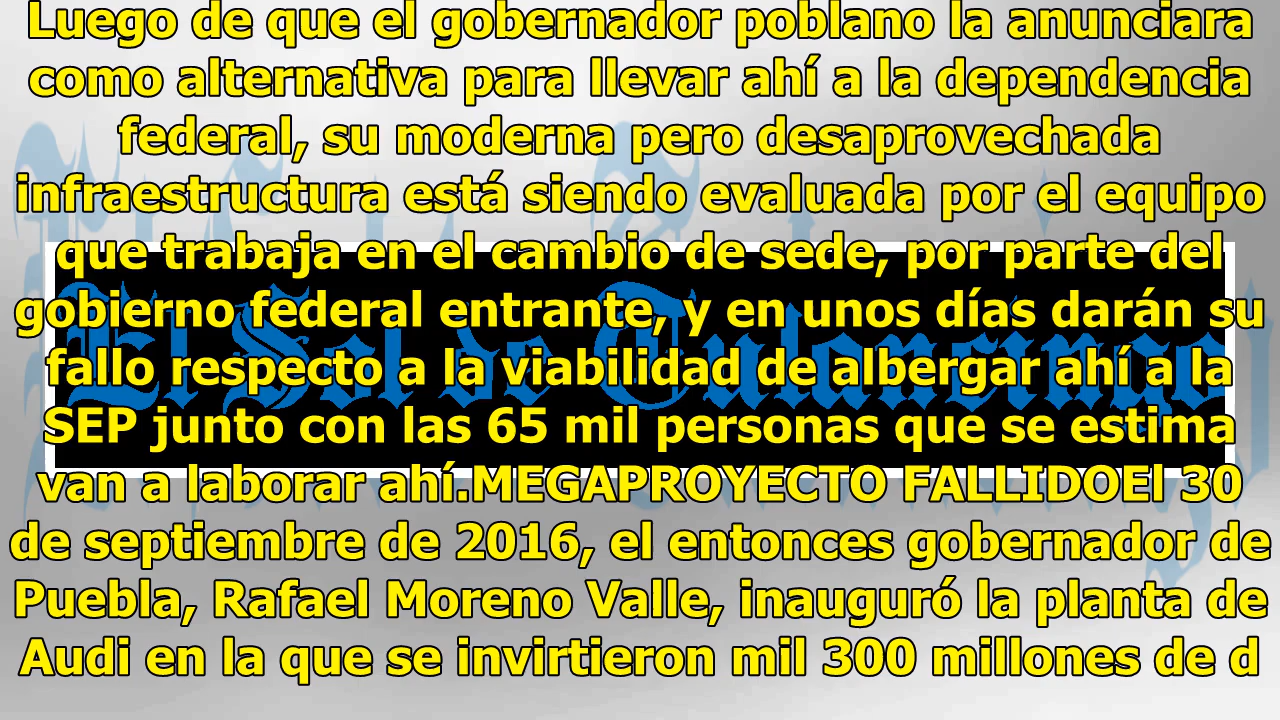 Luego de que el gobernador poblano la anunciara
como alternativa para llevar ahí a la dependencia
federal, su moderna pero desaprovechada
infraestructura está siendo evaluada por el equipo
que trabaja en el cambio de sede, por parte del
gobierno federal entrante, y en unos días darán su
fallo respecto a la viabilidad de albergar ahí a la
SEP junto con las 65 mil personas que se estima
van a laborar ahí.MEGAPROYECTO FALLIDOEl 30
de septiembre de 2016, el entonces gobernador de
Puebla, Rafael Moreno Valle, inauguró la planta de
Audi en la que se invirtieron mil 300 millones de d
El Sol de Tulancingo